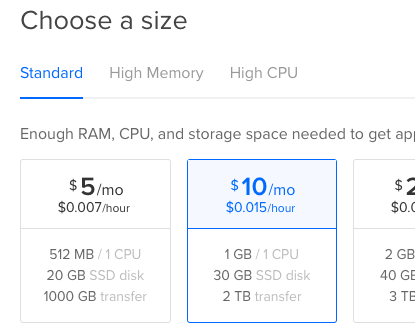 Choose a size
Standard High Memory High CPU
Enough RAM, CPU, and storage space needed to get
$5/mo
$0.007/hour
512 MB / 1 CPU
20 GB SSD disk
1000 GB transfer
$10/mo
$0.015/hour
1 GB / 1 CPU
30 GB SSD disk
2 TB transfer
$2
$0.0
2 GB
40 GB
3 TB